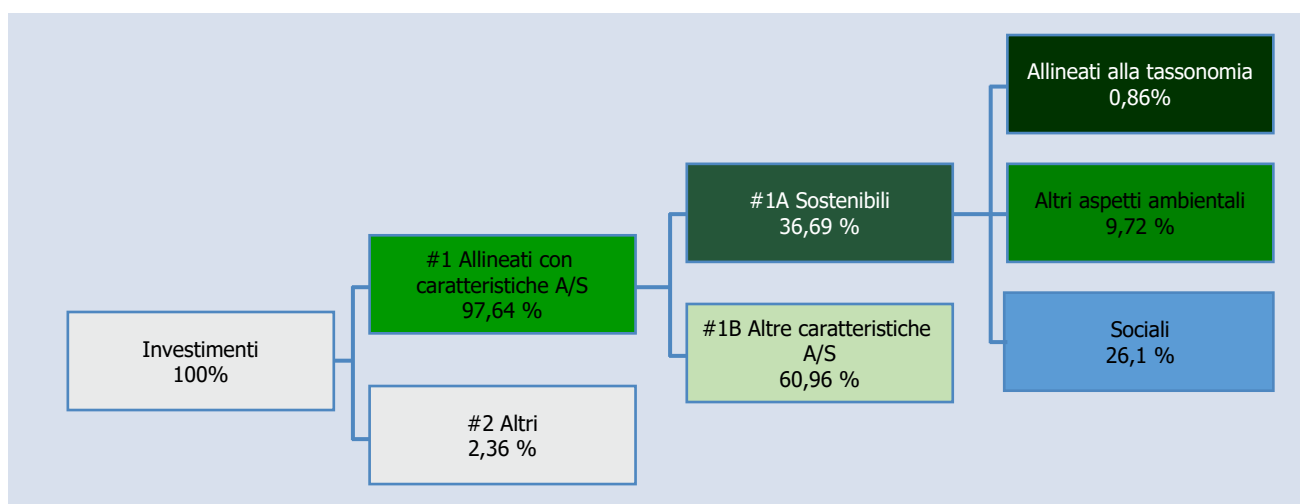 Investimenti
100%
#1 Allineati con
caratteristiche A/S
97,64 %
#2 Altri
2,36 %
#1A Sostenibili
36,69 %
#1B Altre caratteristiche
A/S
60,96 %
Allineati alla tassonomia
0,86%
Altri aspetti ambientali
9,72 %
Sociali
26,1 %